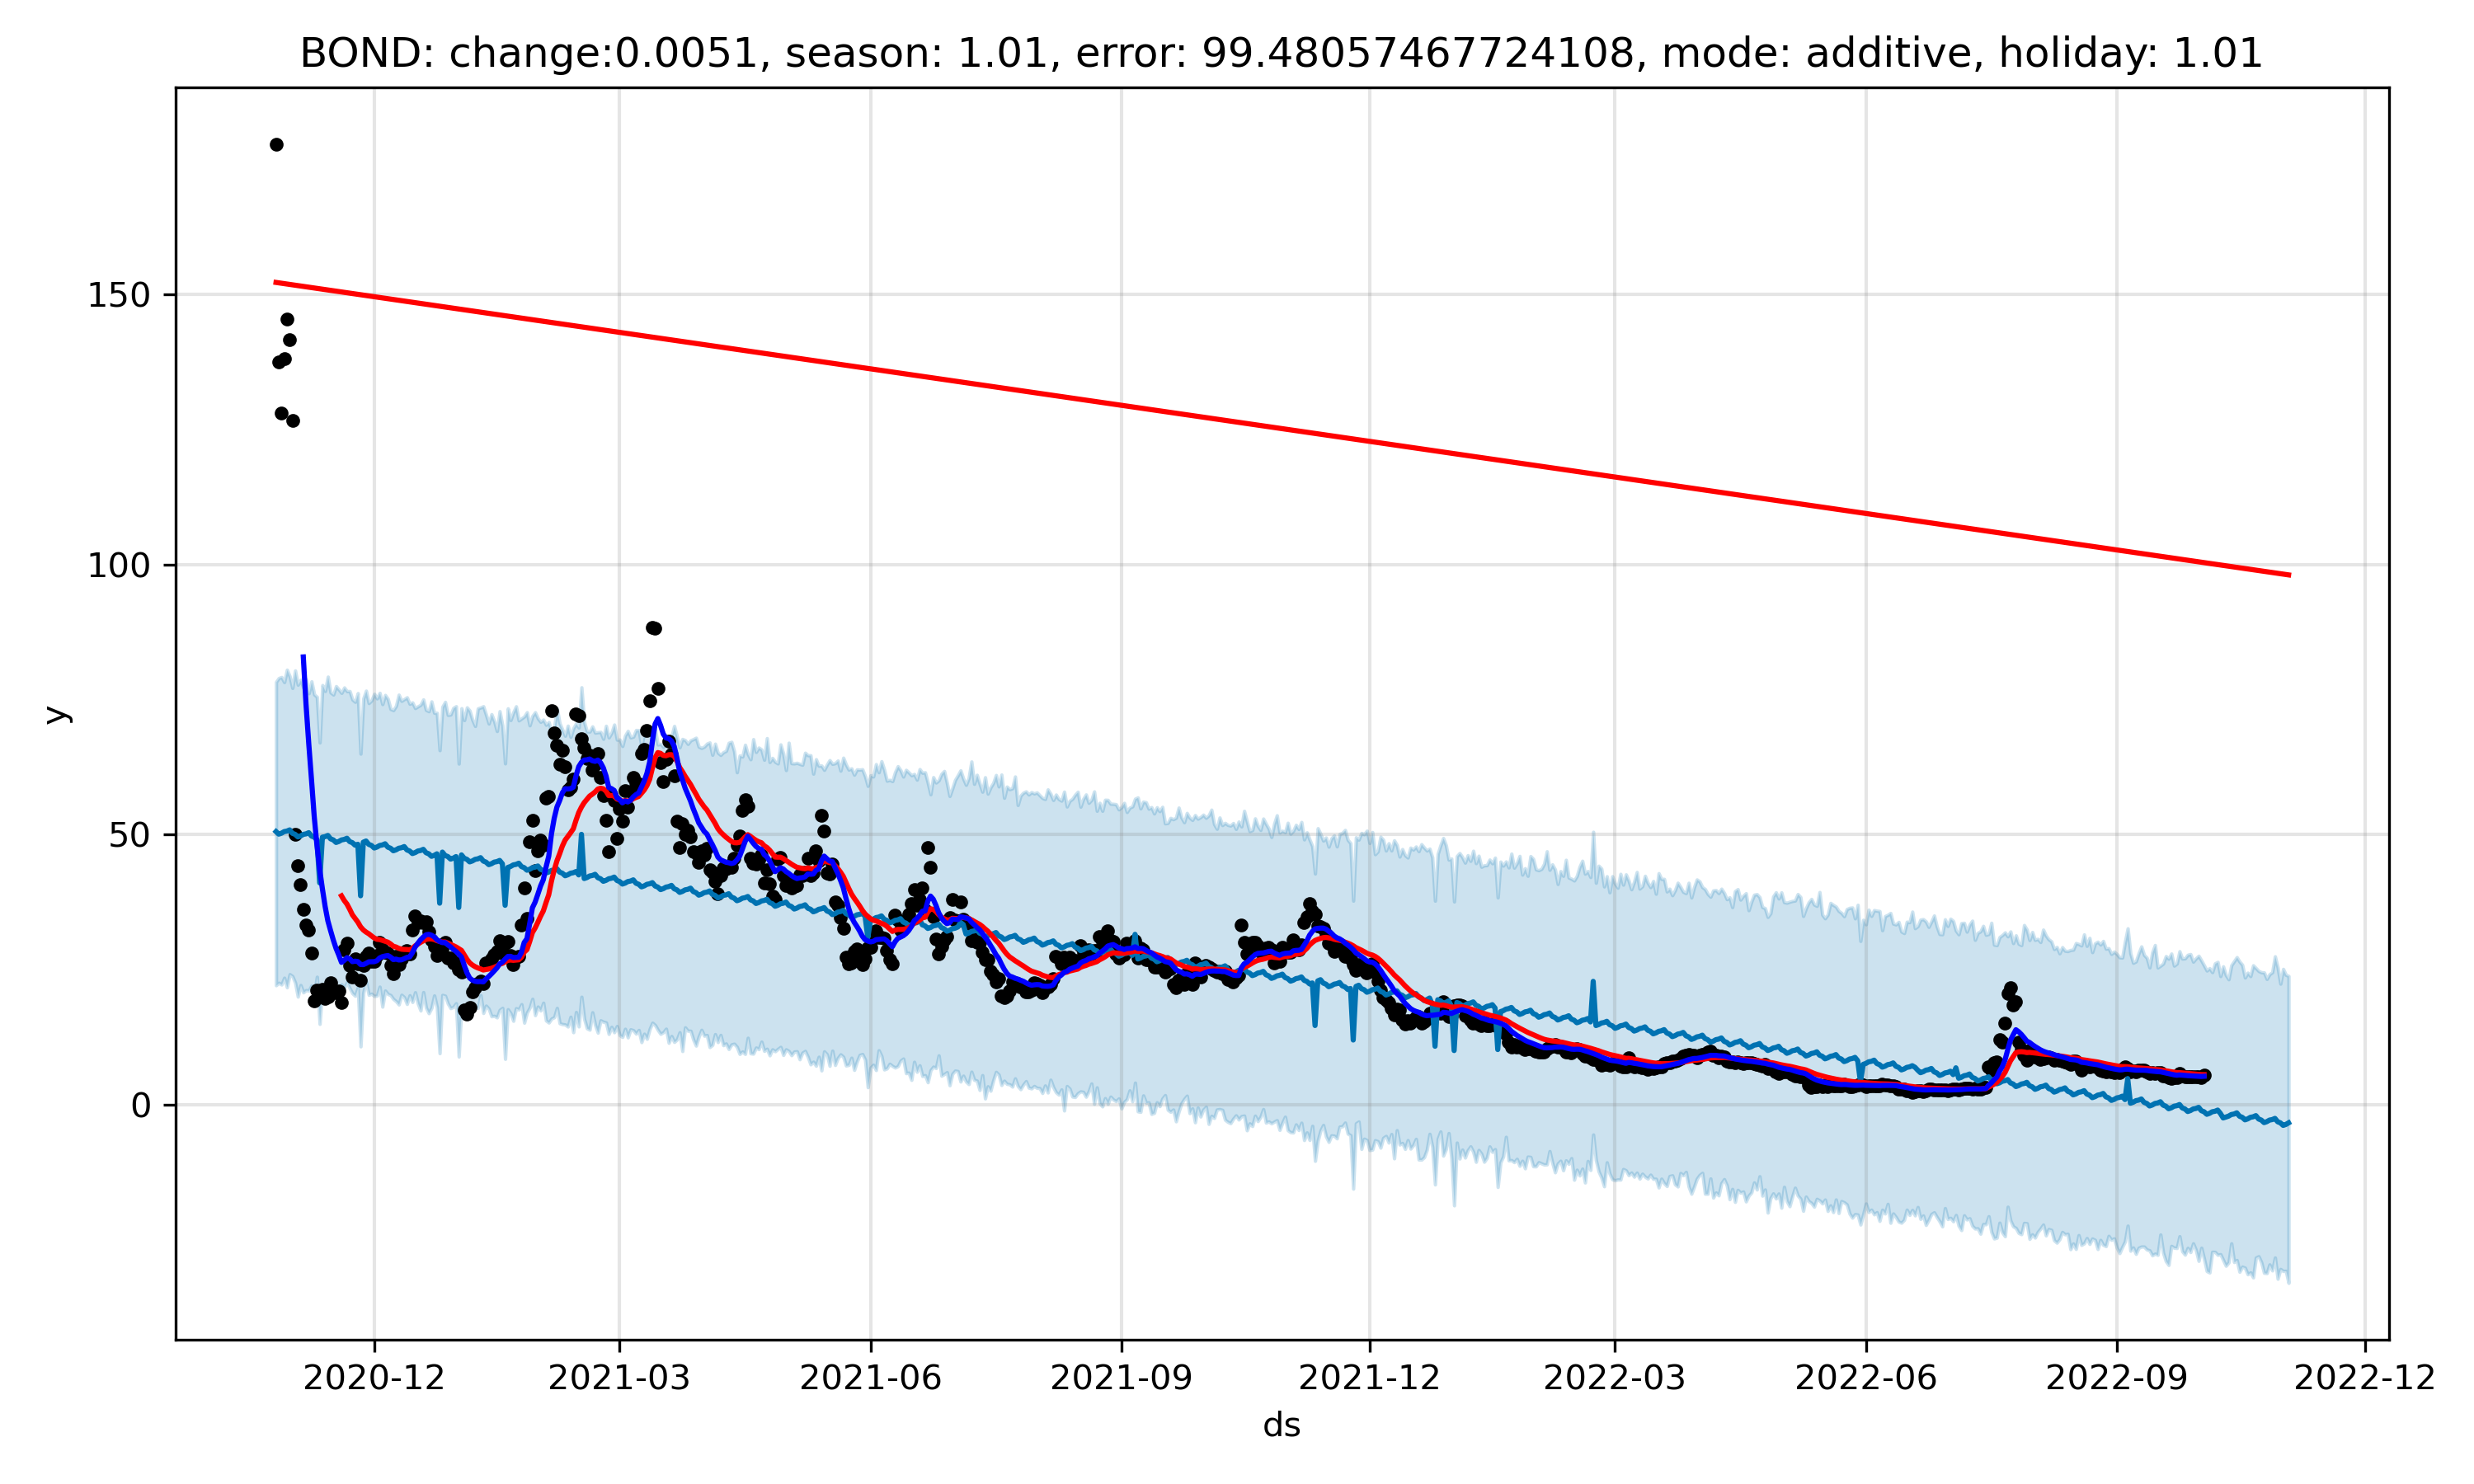 BOND: change:0.0051, season: 1.01, error: 99.48057467724108, mode: additive, holiday: 1.01
y
150
100
50
0
2020-12 2021-03 2021-06 2021-09 2021-12 2022-03 2022-06 2022-09 2022-12
ds